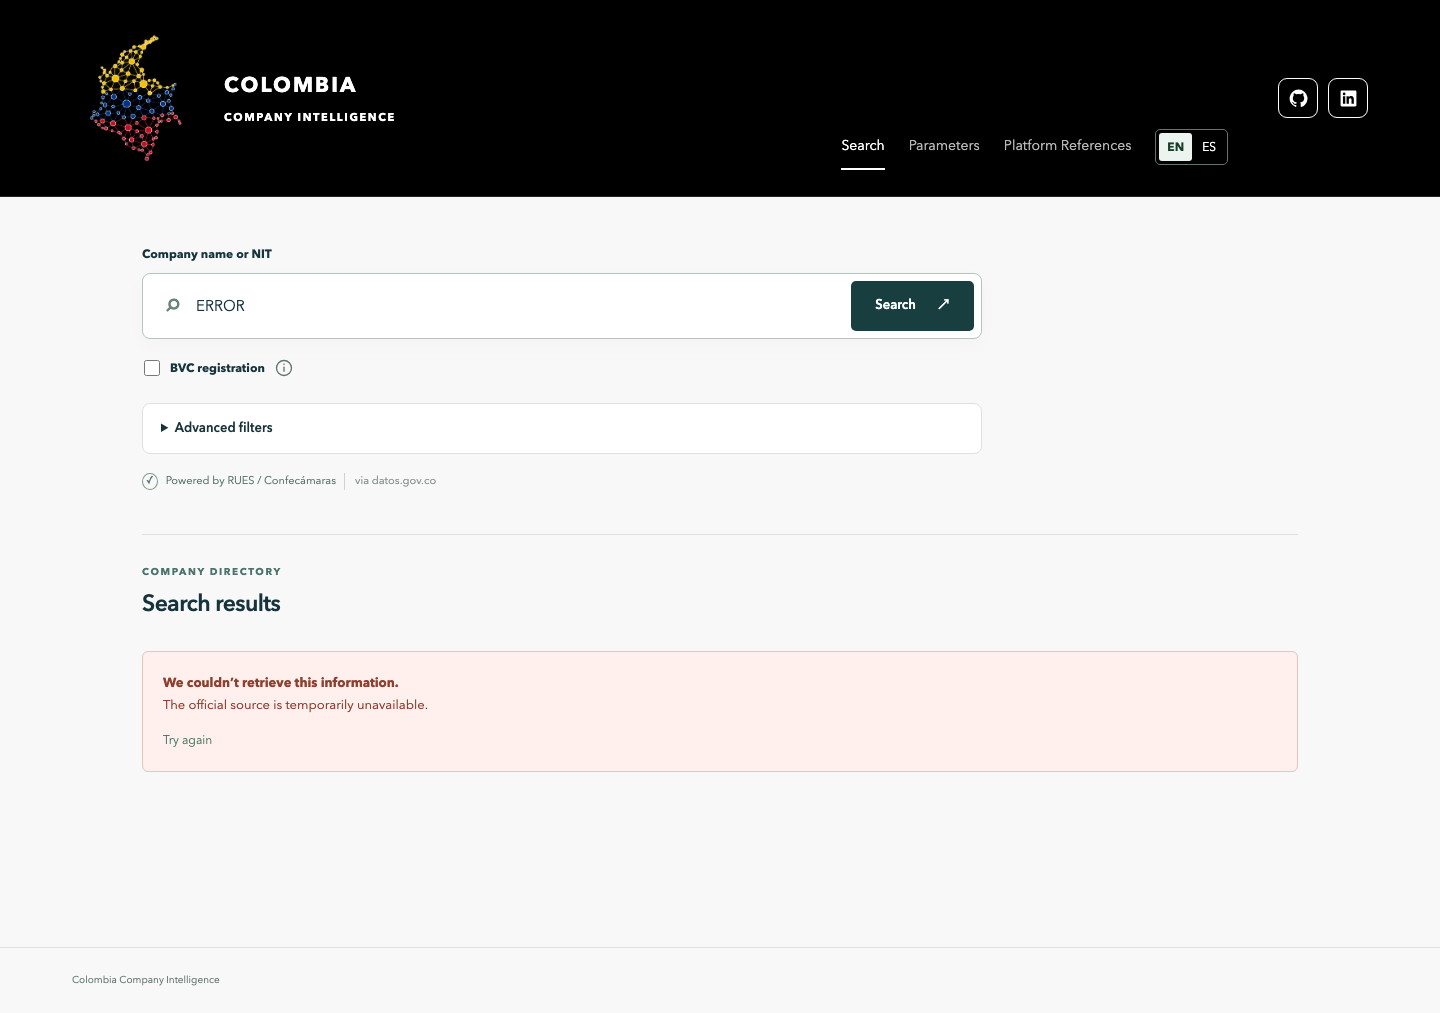 COLOMBIA
COMPANY INTELLIGENCE
Search Parameters Platform References EN ES
Company name or NIT
ERROR Search
BVC registration
Advanced filters
Powered by RUES / Confecámaras via datos.gov.co
COMPANY DIRECTORY
Search results
We couldn’t retrieve this information.
The official source is temporarily unavailable.
Try again
Colombia Company Intelligence